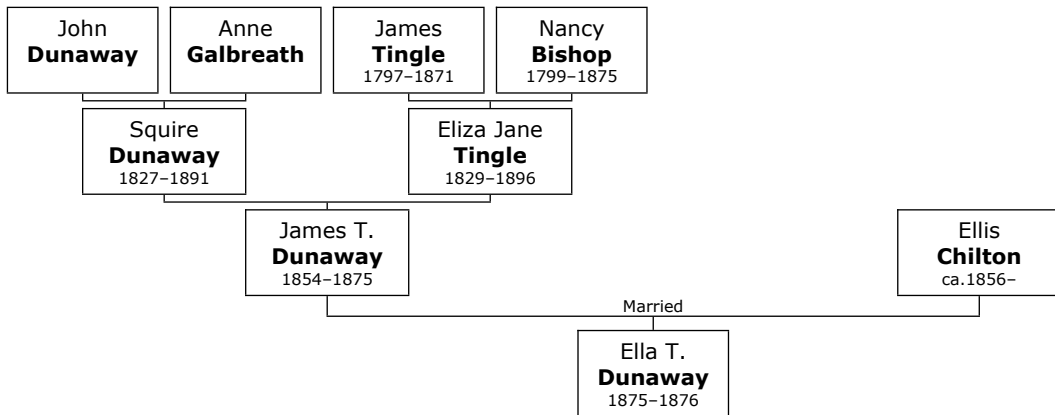 John
Dunaway
Anne
Galbreath
James
Tingle
1797–1871
Nancy
Bishop
1799–1875
Squire
Dunaway
1827–1891
Eliza Jane
Tingle
1829–1896
James T.
Dunaway
1854–1875
Ellis
Chilton
ca.1856–
Married
Ella T.
Dunaway
1875–1876